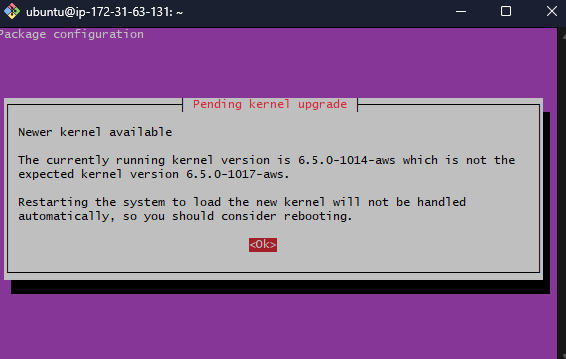 ubuntu@ip-172-31-63-131: ~
Package configuration
Pending kernel upgrade
Newer kernel available
The currently running kernel version is 6.5.0-1014-aws which is not the
expected kernel version 6.5.0-1017-aws.
Restarting the system to load the new kernel will not be handled
automatically, so you should consider rebooting.
<Ok>